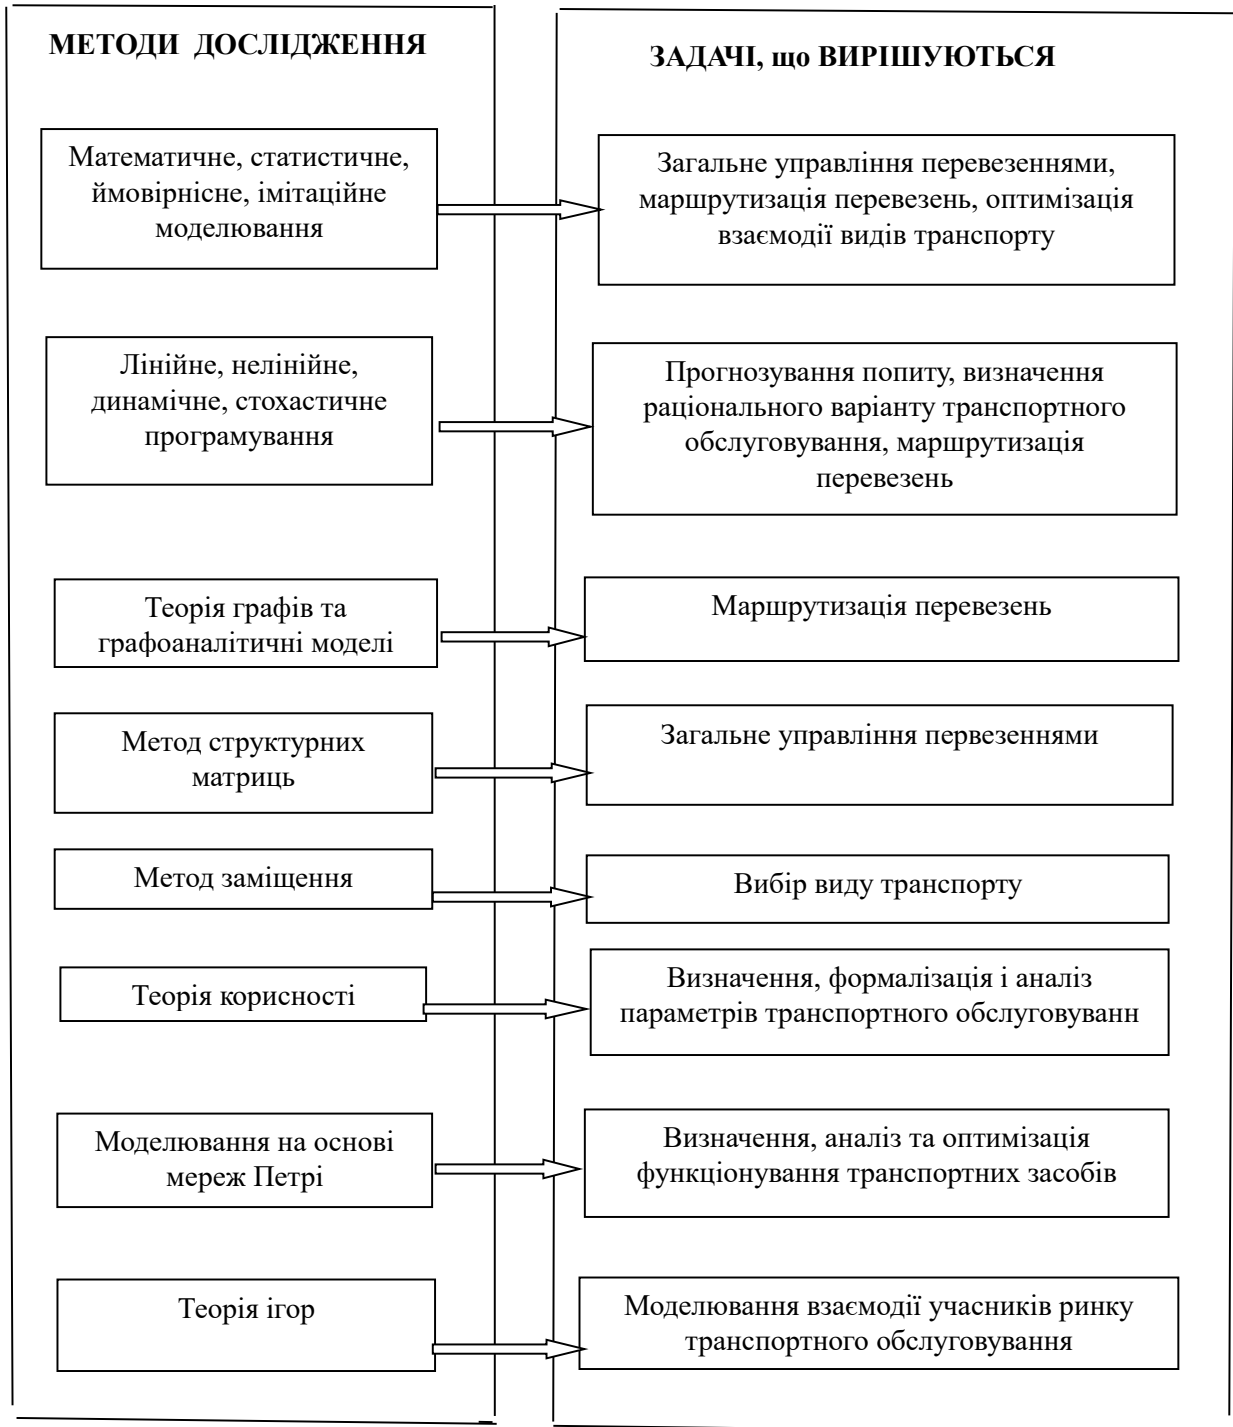 МЕТОДИ ДОСЛІДЖЕННЯ
ЗАДАЧІ, що ВИРІШУЮТЬСЯ
Математичне, статистичне,
ймовірнісне, імітаційне
моделювання
Загальне управління перевезеннями,
маршрутизація перевезень, оптимізація
взаємодії видів транспорту
Лінійне, нелінійне,
динамічне, стохастичне
програмування
Прогнозування попиту, визначення
раціонального варіанту транспортного
обслуговування, маршрутизація
перевезень
Теорія графів та
графоаналітичні моделі
Маршрутизація перевезень
Метод структурних
матриць
Загальне управління первезеннями
Метод заміщення
Вибір виду транспорту
Теорія корисності
Визначення, формалізація і аналіз
параметрів транспортного обслуговуванн
Моделювання на основі
мереж Петрі
Визначення, аналіз та оптимізація
функціонування транспортних засобів
Теорія ігор
Моделювання взаємодії учасників ринку
транспортного обслуговування